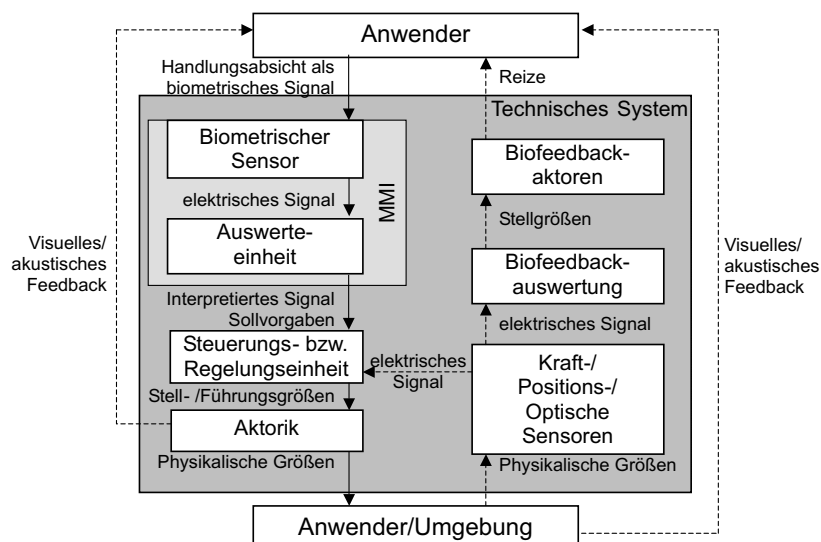 Anwender
Handlungsabsicht als
biometrisches Signal
Reize
Technisches System
Biometrischer
Sensor
MMI
elektrisches Signal
Auswerte-
einheit
Biofeedback-
aktoren
Stellgrößen
Biofeedback-
auswertung
Visuelles/
akustisches
Feedback
Visuelles/
akustisches
Feedback
Interpretiertes Signal
Sollvorgaben
elektrisches Signal
Steuerungs- bzw.
Regelungseinheit
elektrisches
Signal
Kraft-/
Positions-/
Optische
Sensoren
Stell- /Führungsgrößen
Aktorik
Physikalische Größen
Physikalische Größen
Anwender/Umgebung